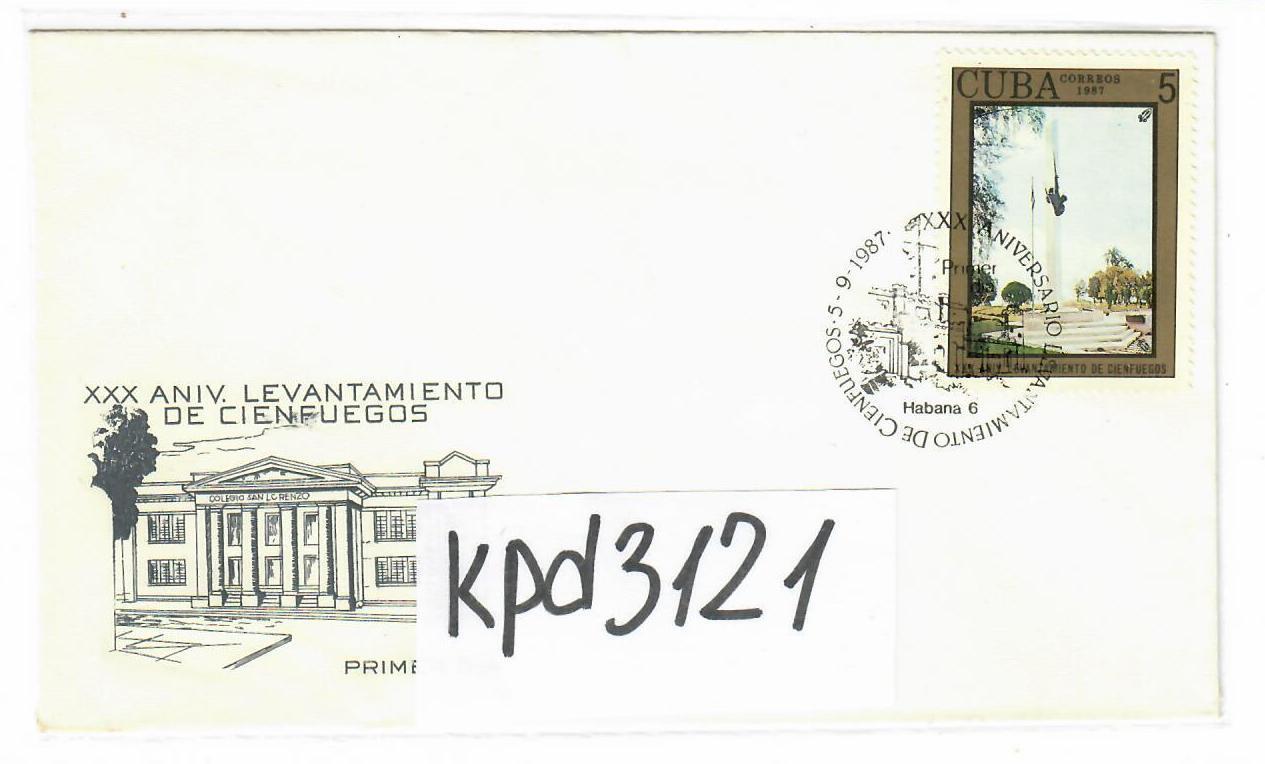 CUBA CORREOS 1987 5
XXX ANIV. LEVANTAMIENTO DE CIENFUEGOS
XXX ANIVERSARIO LEVANTAMIENTO DE CIENFUEGOS · 5-9-1987 ·
Primer
Habana 6
XXX ANIV. LEVANTAMIENTO
DE CIENFUEGOS
COLEGIO SAN LORENZO
kpd3121